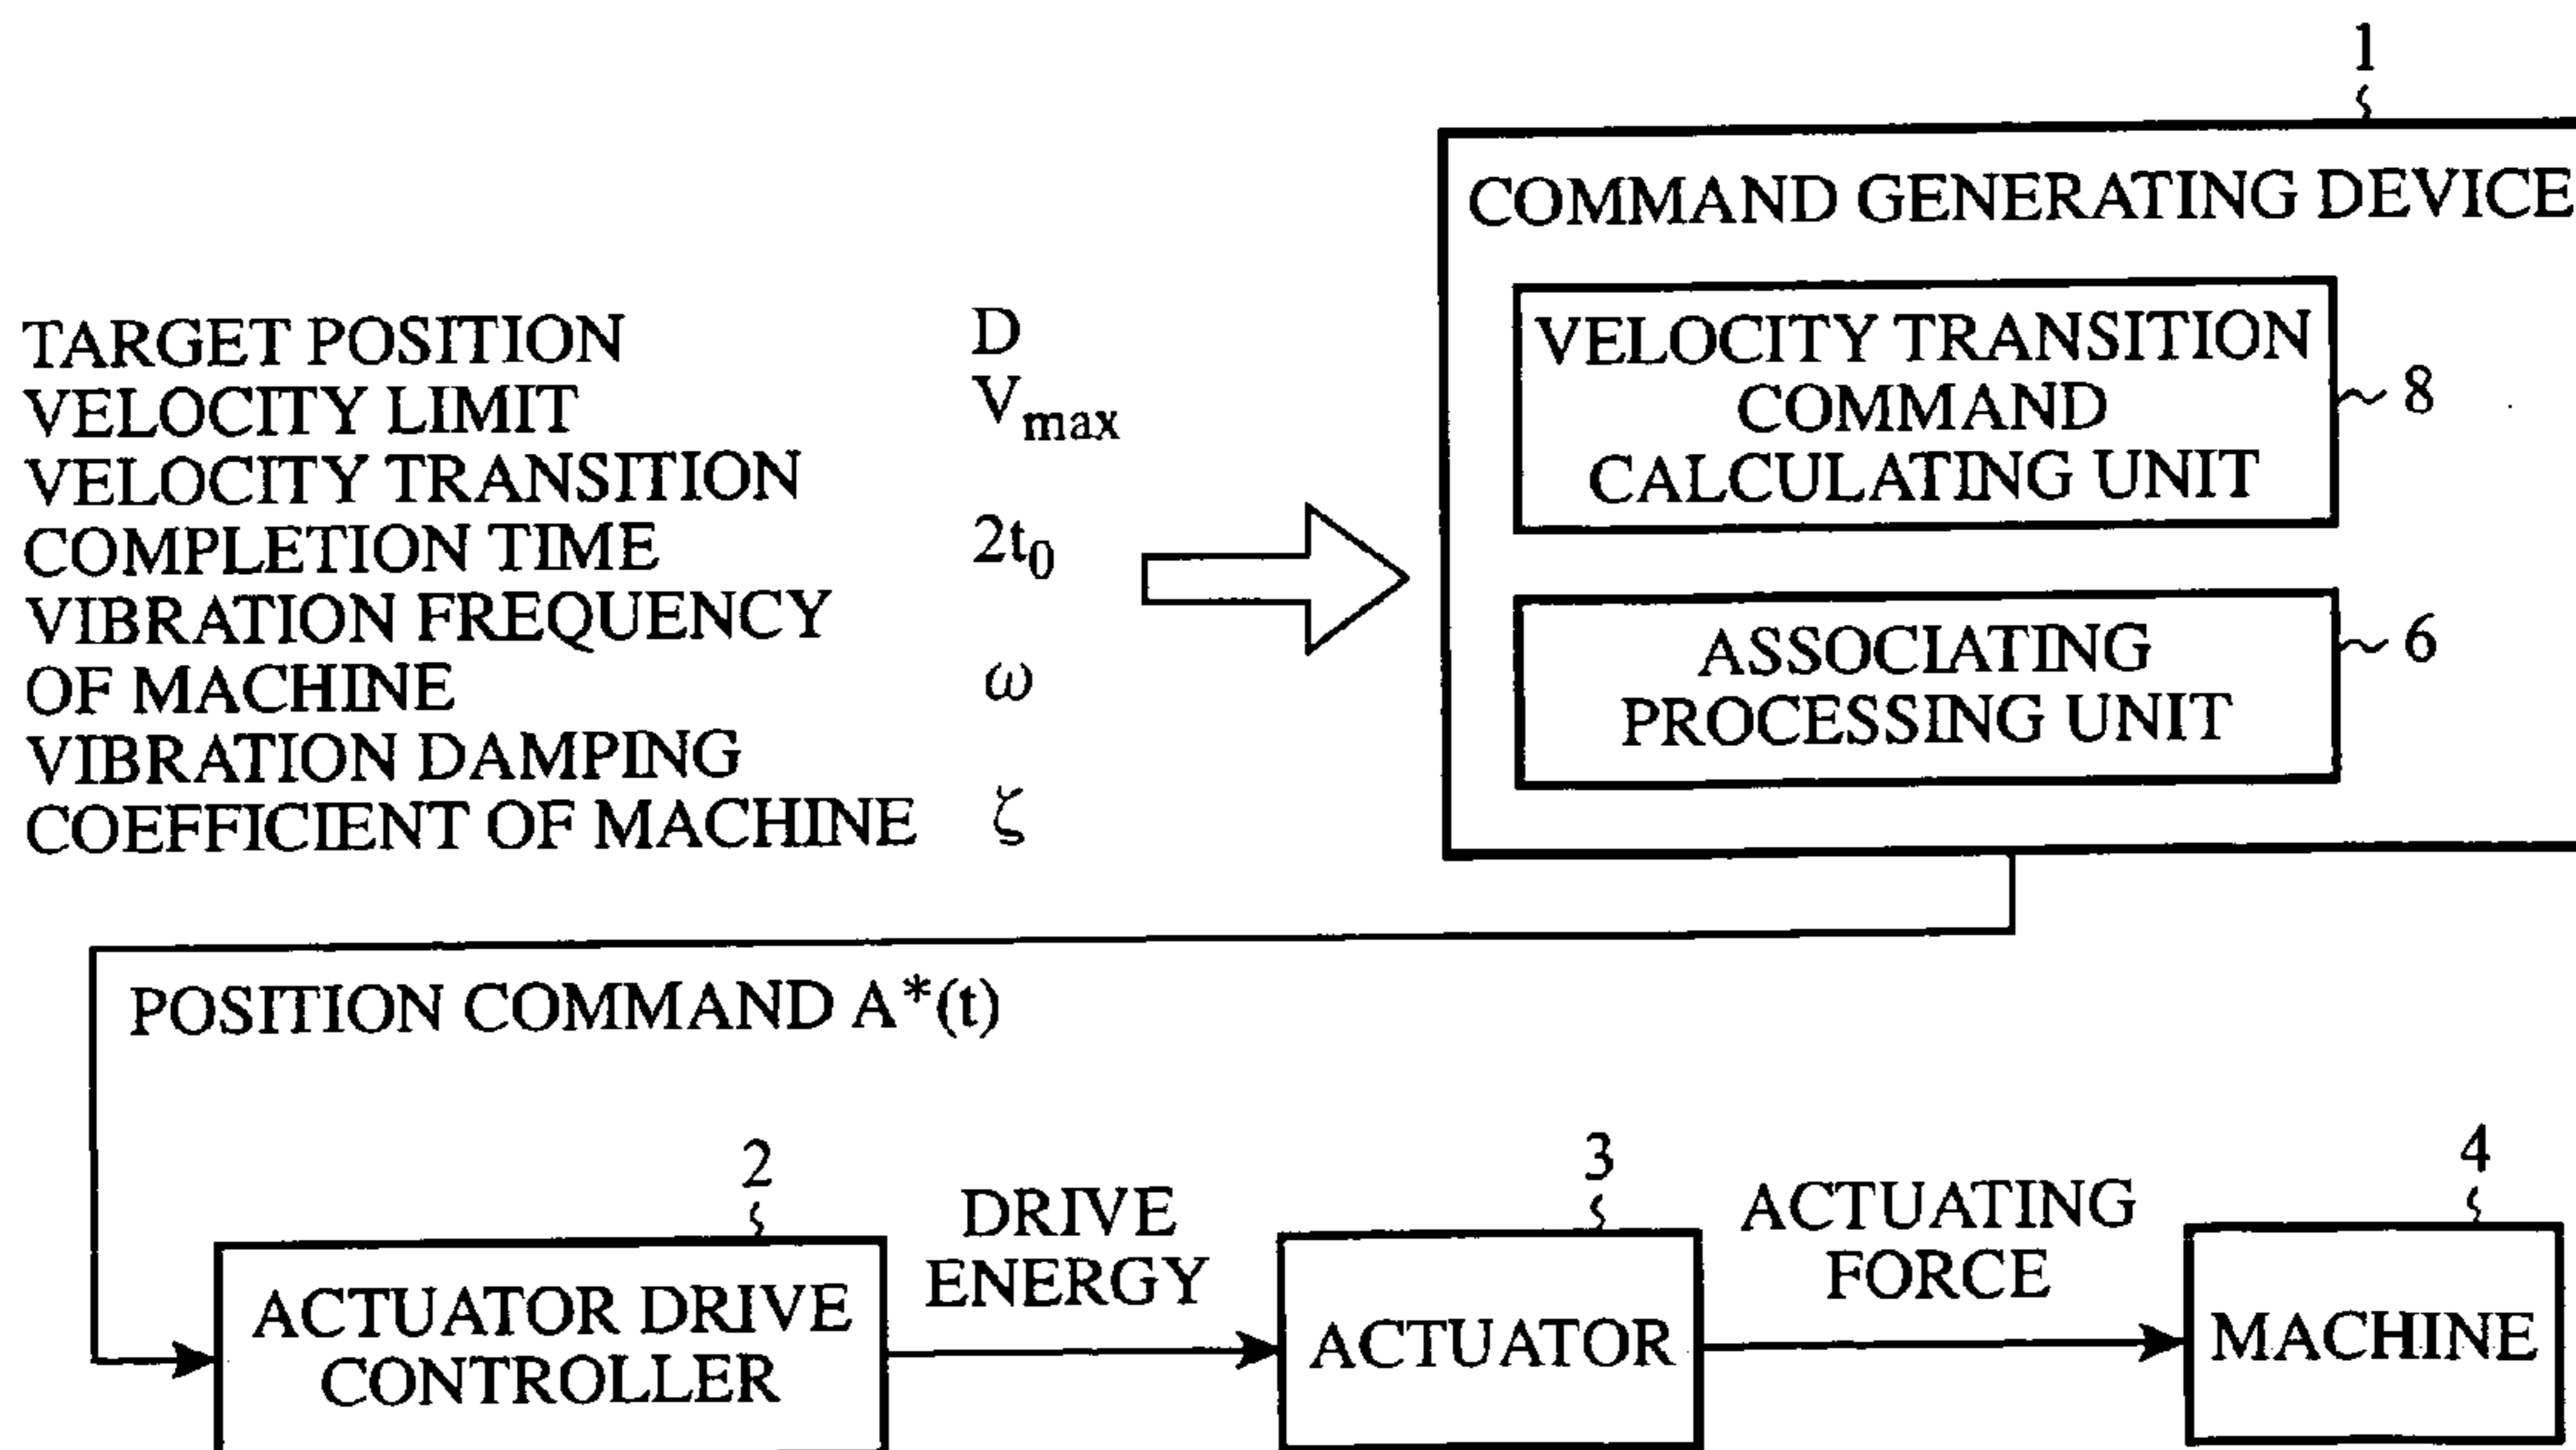 1
COMMAND GENERATING DEVICE
VELOCITY TRANSITION
COMMAND
CALCULATING UNIT
8
ASSOCIATING
PROCESSING UNIT
6
TARGET POSITION D
VELOCITY LIMIT Vmax
VELOCITY TRANSITION
COMPLETION TIME 2t0
VIBRATION FREQUENCY
OF MACHINE ω
VIBRATION DAMPING
COEFFICIENT OF MACHINE ζ
POSITION COMMAND A*(t)
2
ACTUATOR DRIVE
CONTROLLER
DRIVE
ENERGY
3
ACTUATOR
ACTUATING
FORCE
4
MACHINE